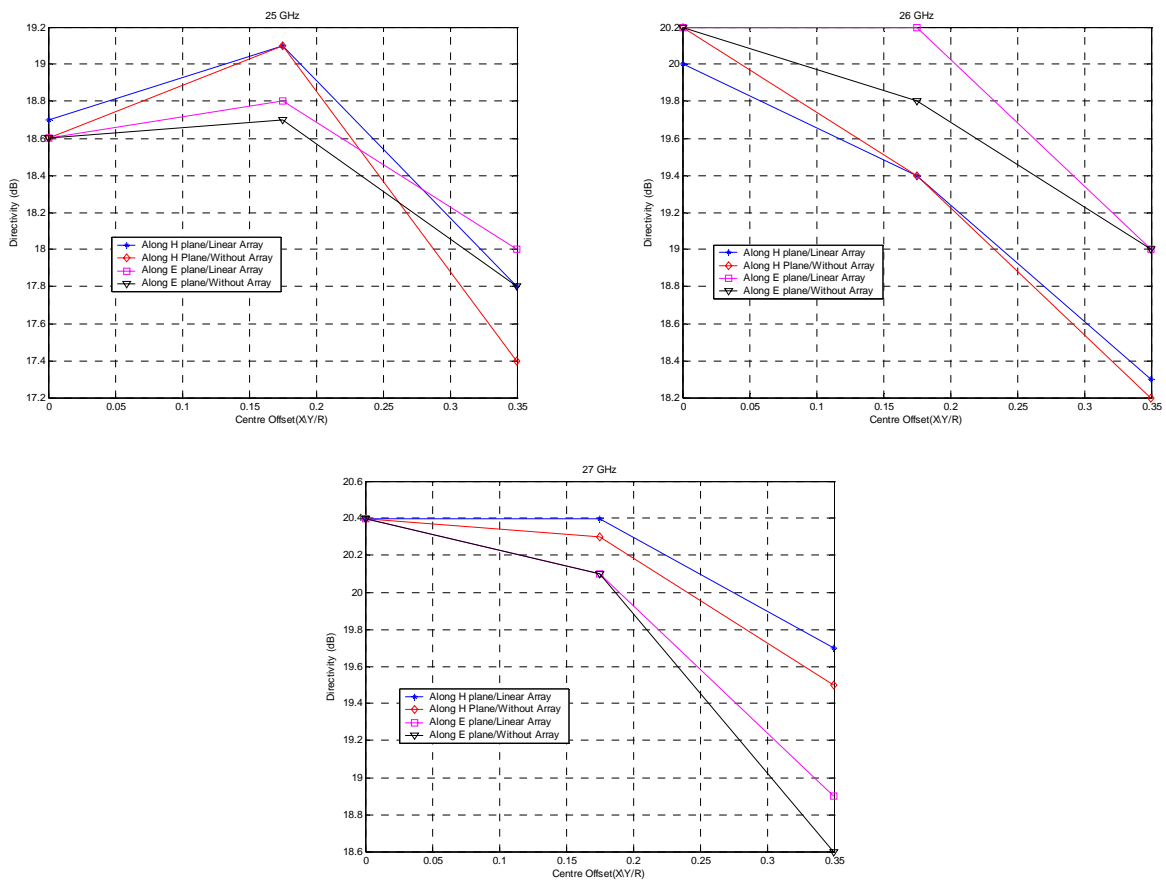 25 GHz
19.2
19
18.8
18.6
18.4
18.2
18
17.8
17.6
17.4
17.2
0
0.05
0.1
0.15
0.2
0.25
0.3
0.35
Directivity (dB)
Centre Offset(X\Y/R)
Along H plane/Linear Array
Along H Plane/Without Array
Along E plane/Linear Array
Along E plane/Without Array
26 GHz
20.2
20
19.8
19.6
19.4
19.2
19
18.8
18.6
18.4
18.2
0
0.05
0.1
0.15
0.2
0.25
0.3
0.35
Directivity (dB)
Centre Offset(X\Y/R)
Along H plane/Linear Array
Along H Plane/Without Array
Along E plane/Linear Array
Along E plane/Without Array
27 GHz
20.6
20.4
20.2
20
19.8
19.6
19.4
19.2
19
18.8
18.6
0
0.05
0.1
0.15
0.2
0.25
0.3
0.35
Directivity (dB)
Centre Offset(X\Y/R)
Along H plane/Linear Array
Along H Plane/Without Array
Along E plane/Linear Array
Along E plane/Without Array